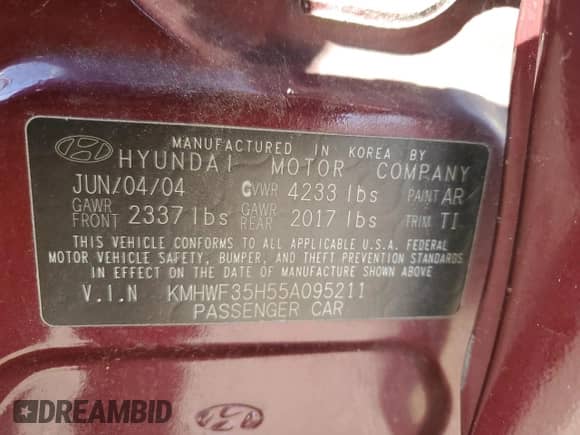 MANUFACTURED IN KOREA BY
HYUNDAI MOTOR COMPANY
JUN/04/04 GVWR 4233 lbs PAINT AR
GAWR FRONT 2337 lbs GAWR REAR 2017 lbs TRIM TI
THIS VEHICLE CONFORMS TO ALL APPLICABLE U.S.A. FEDERAL
MOTOR VEHICLE SAFETY, BUMPER, AND THEFT PREVENTION STANDARDS
IN EFFECT ON THE DATE OF MANUFACTURE SHOWN ABOVE
V.I.N KMHWF35H55A095211
PASSENGER CAR
DREAMBID